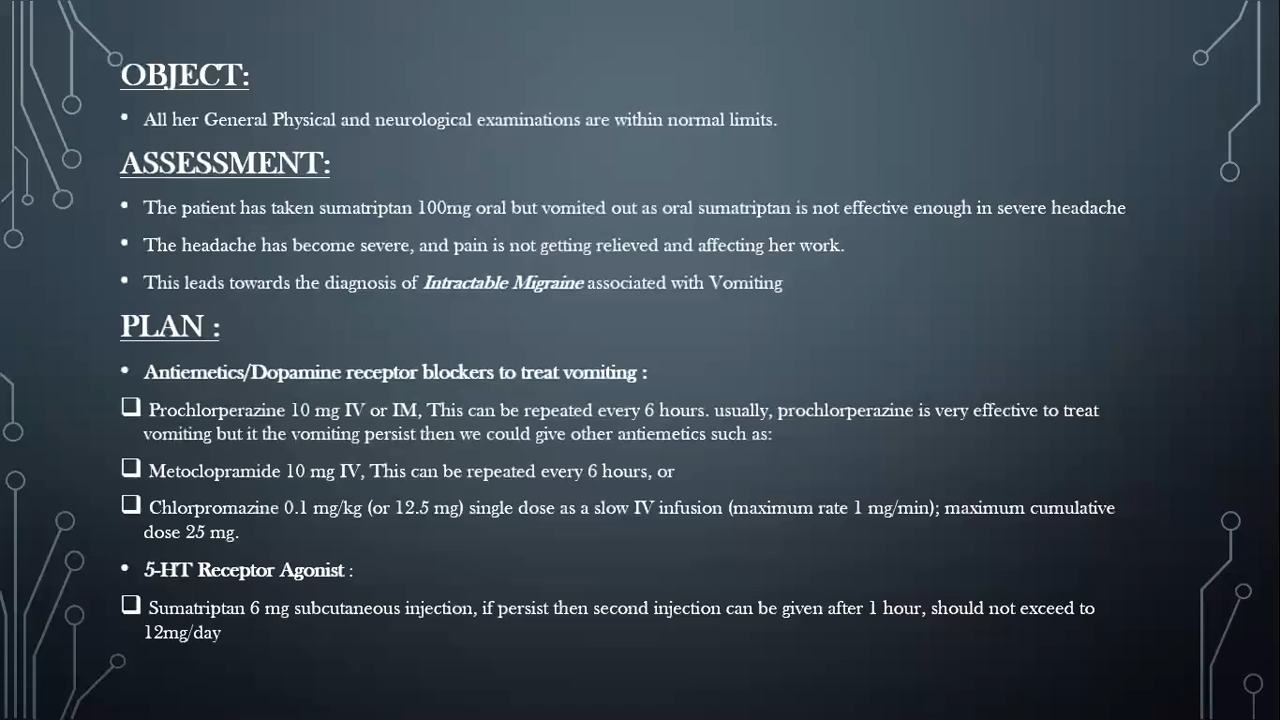 OBJECT:
• All her General Physical and neurological examinations are within normal limits.
ASSESSMENT:
• The patient has taken sumatriptan 100mg oral but vomited out as oral sumatriptan is not effective enough in severe headache
• The headache has become severe, and pain is not getting relieved and affecting her work.
• This leads towards the diagnosis of Intractable Migraine associated with Vomiting
PLAN :
• Antiemetics/Dopamine receptor blockers to treat vomiting :
❑ Prochlorperazine 10 mg IV or IM, This can be repeated every 6 hours. usually, prochlorperazine is very effective to treat
vomiting but it the vomiting persist then we could give other antiemetics such as:
❑ Metoclopramide 10 mg IV, This can be repeated every 6 hours, or
❑ Chlorpromazine 0.1 mg/kg (or 12.5 mg) single dose as a slow IV infusion (maximum rate 1 mg/min); maximum cumulative
dose 25 mg.
• 5-HT Receptor Agonist :
❑ Sumatriptan 6 mg subcutaneous injection, if persist then second injection can be given after 1 hour, should not exceed to
12mg/day